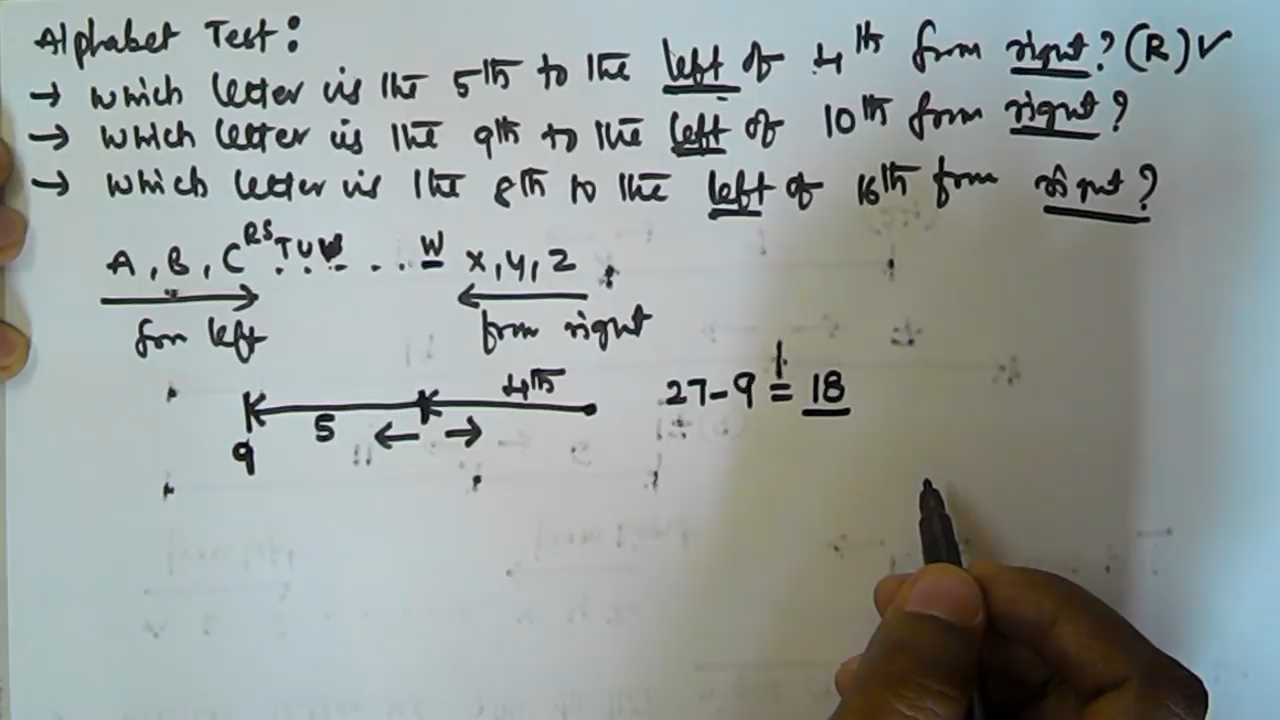 Alphabet Test:
→ which letter is the 5th to the left of 4th from right? (R) ✓
→ which letter is the 9th to the left of 10th from right?
→ which letter is the 8th to the left of 16th from right?
RS
A, B, C . T U V . . . W X, Y, Z
from left
from right
4th
27-9 = 18
5
9